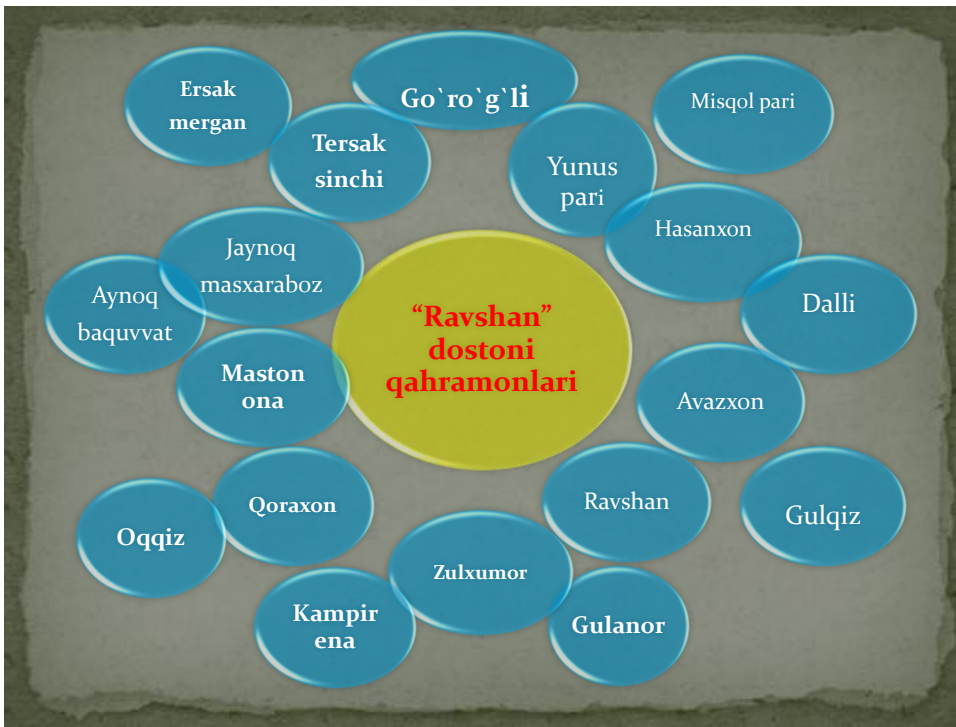 Ersak
mergan
Go`ro`g`li
Misqol pari
Tersak
sinchi
Yunus
pari
Hasanxon
Jaynoq
masxaraboz
Aynoq
baquvvat
Dalli
“Ravshan”
dostoni
qahramonlari
Maston
ona
Avazxon
Qoraxon
Ravshan
Gulqiz
Oqqiz
Zulxumor
Kampir
ena
Gulanor